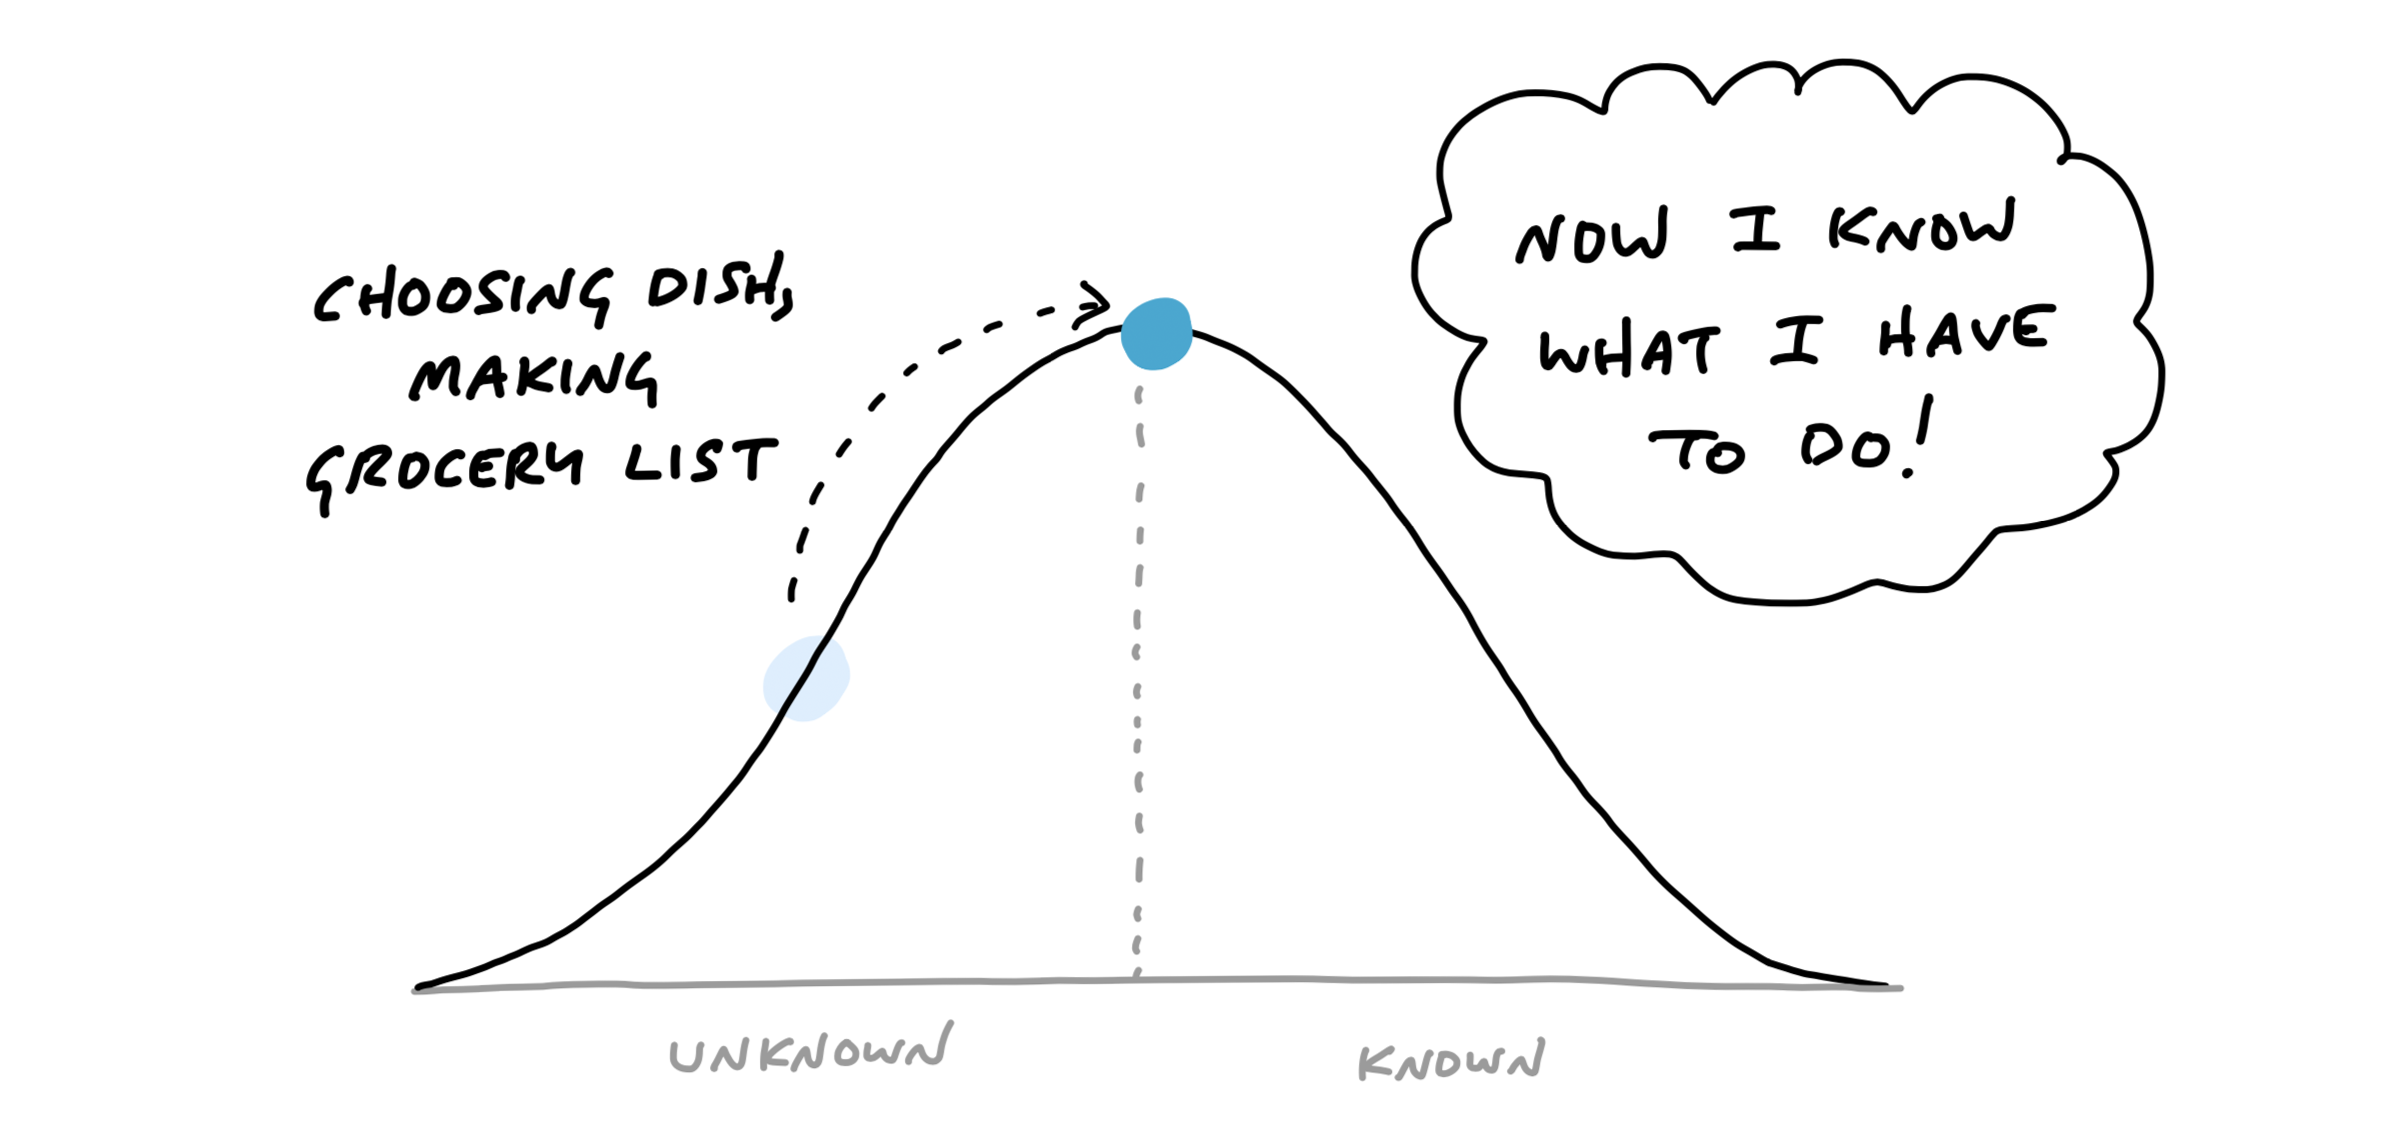 CHOOSING DISH,
MAKING
GROCERY LIST
NOW I KNOW
WHAT I HAVE
TO DO!
UNKNOWN
KNOWN